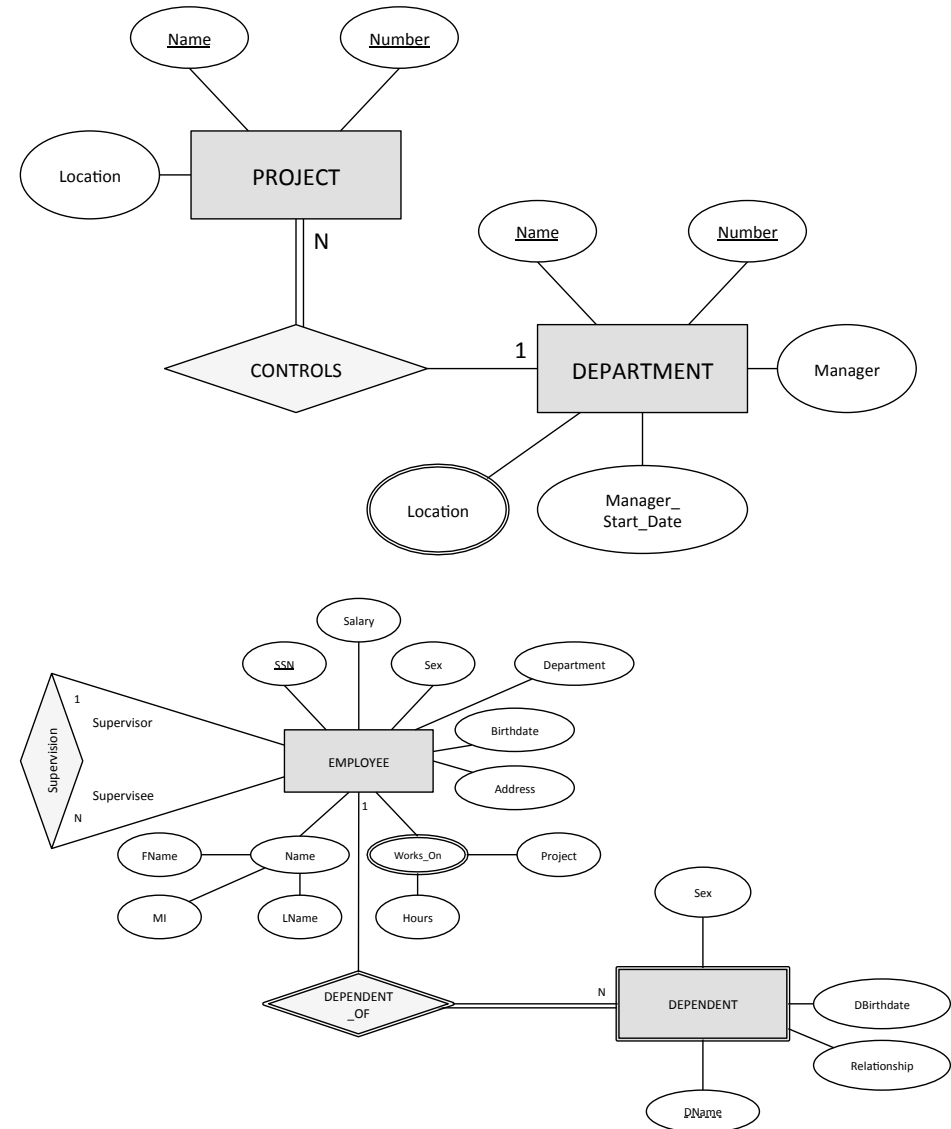 Name
Number
Location
PROJECT
N
Name
Number
CONTROLS
1
DEPARTMENT
Manager
Location
Manager_
Start_Date
Salary
SSN
Sex
Department
1
Supervisor
Birthdate
Supervision
EMPLOYEE
Supervisee
Address
N
1
FName
Name
Works_On
Project
MI
LName
Hours
Sex
DEPENDENT
_OF
N
DEPENDENT
DBirthdate
Relationship
DName